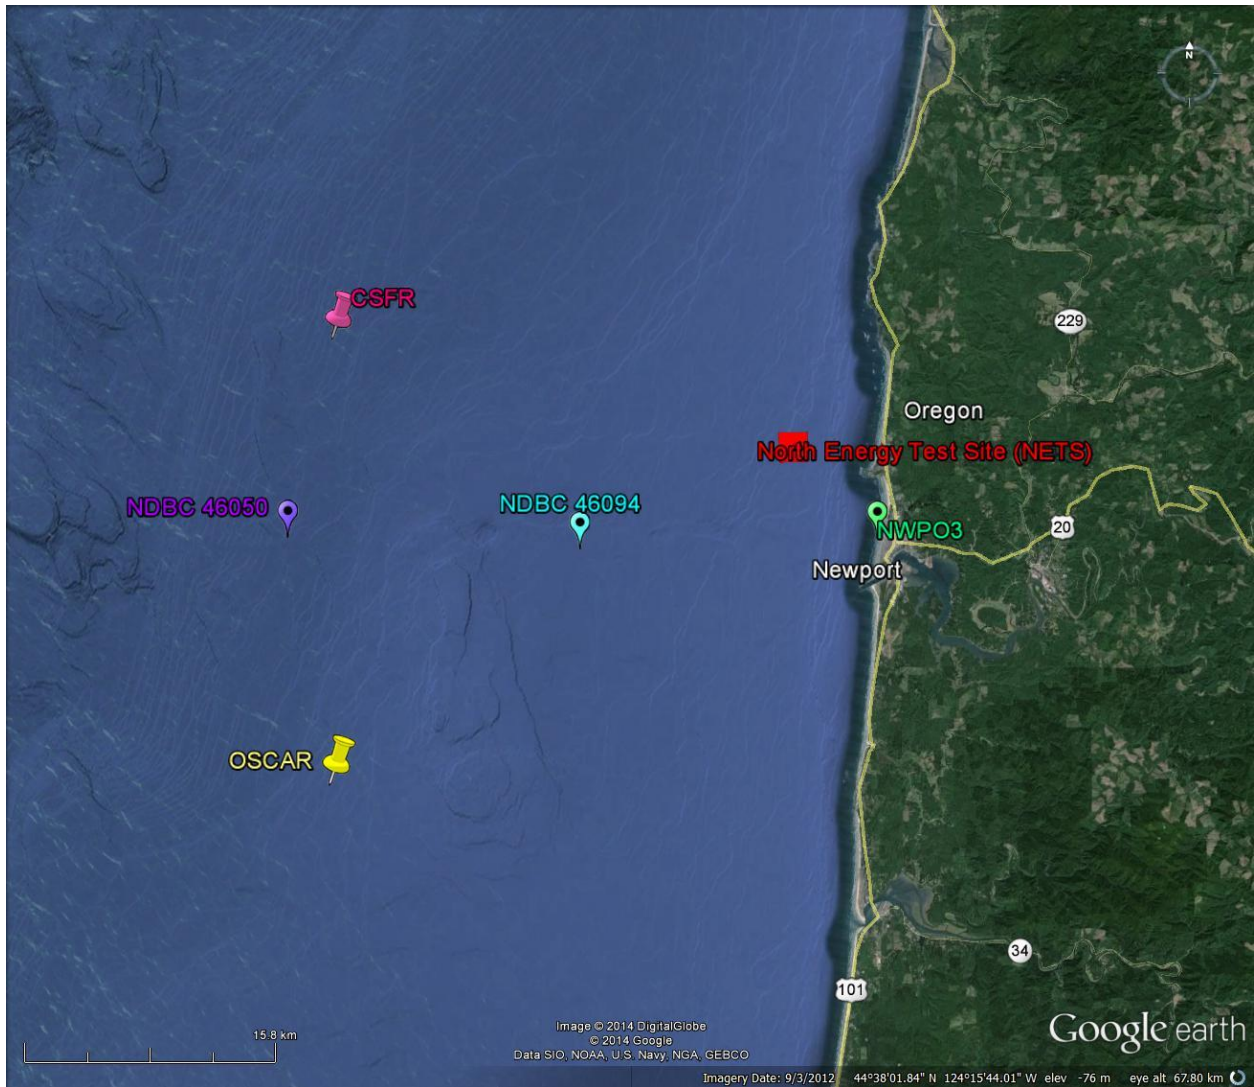 N
CSFR
229
Oregon
North Energy Test Site (NETS)
NDBC 46050
NDBC 46094
NWPO3
20
Newport
OSCAR
34
101
15.8 km
Image © 2014 DigitalGlobe
© 2014 Google
Data SIO, NOAA, U.S. Navy, NGA, GEBCO
Google earth
Imagery Date: 9/3/2012 44°38'01.84" N 124°15'44.01" W elev -76 m eye alt 67.80 km